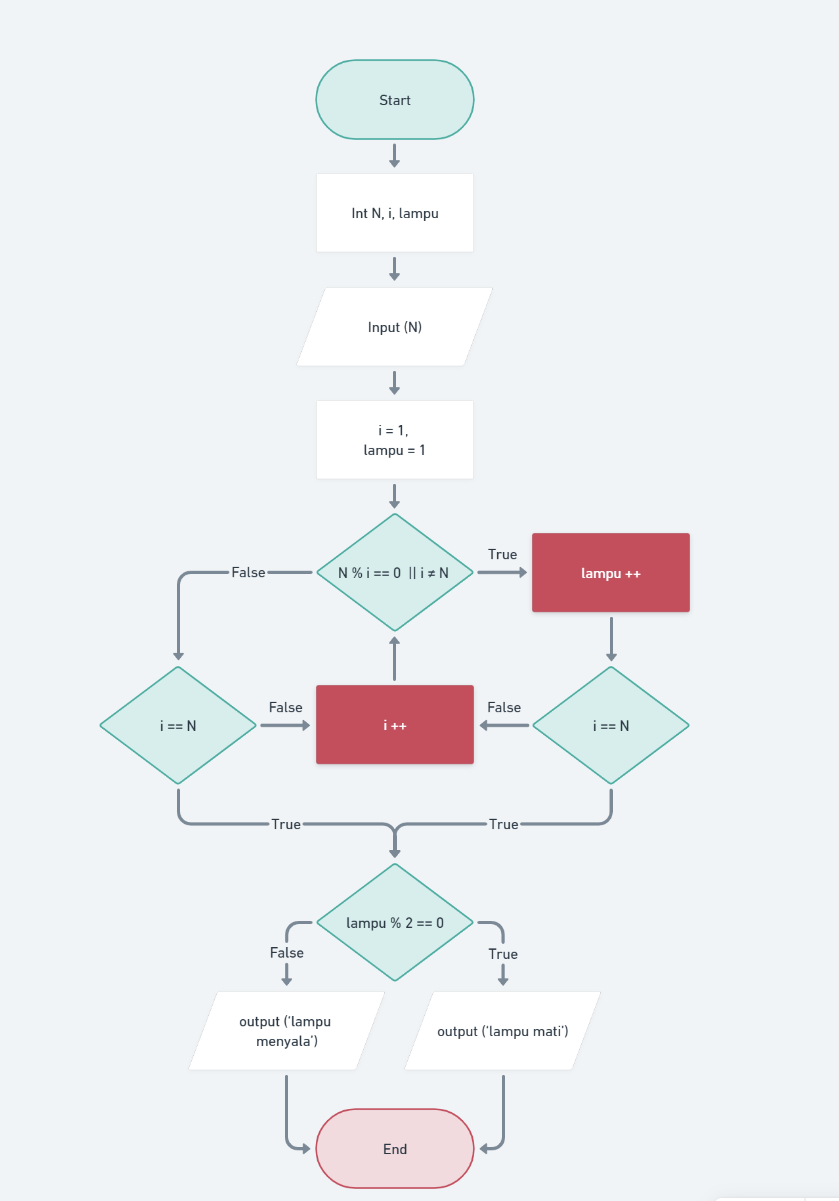 Start
Int N, i, lampu
Input (N)
i = 1,
lampu = 1
False
N % i == 0 || i ≠ N
True
lampu ++
i == N
False
i ++
False
i == N
True
True
lampu % 2 == 0
False
True
output (‘lampu
menyala’)
output (‘lampu mati’)
End